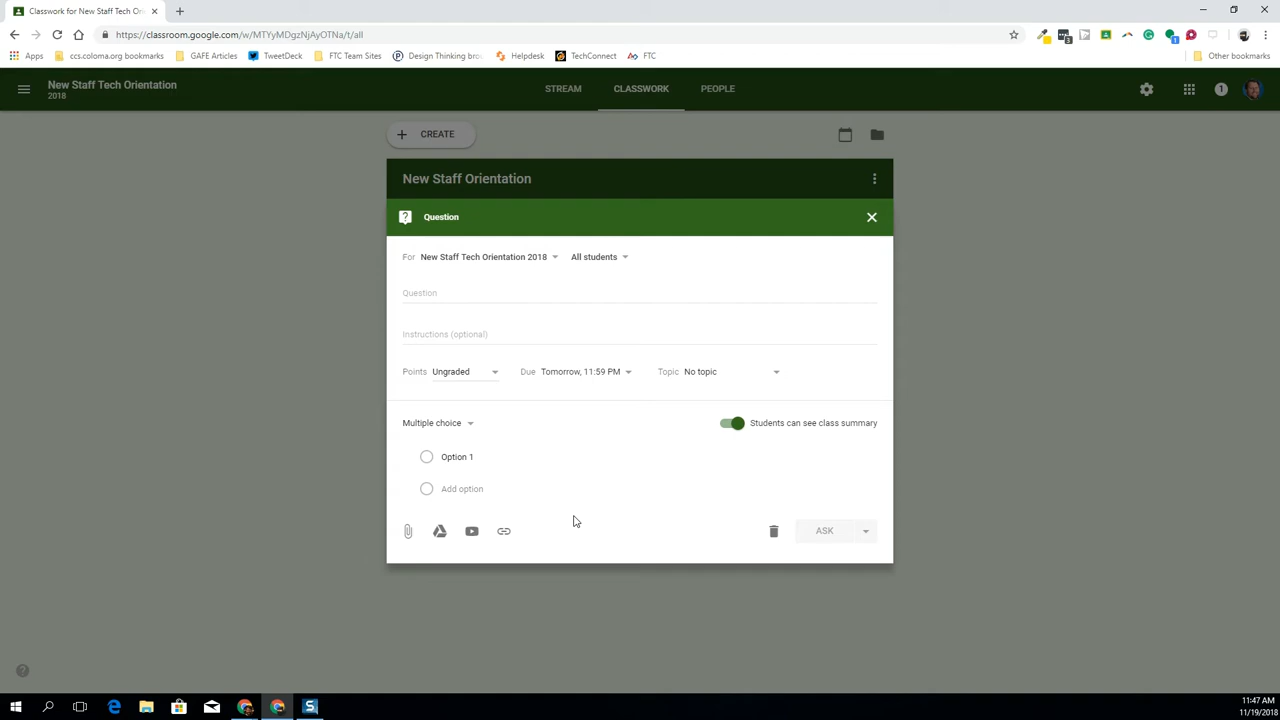 Classwork for New Staff Tech Ori
https://classroom.google.com/w/MTYyMDgzNjAyOTNa/t/all
Apps ccs.coloma.org bookmarks GAFE Articles TweetDeck FTC Team Sites Design Thinking bro Helpdesk TechConnect FTC Other bookmarks
New Staff Tech Orientation
2018
STREAM CLASSWORK PEOPLE 1
+ CREATE
New Staff Orientation
? Question
For New Staff Tech Orientation 2018 All students
Question
Instructions (optional)
Points Ungraded Due Tomorrow, 11:59 PM Topic No topic
Multiple choice Students can see class summary
Option 1
Add option
ASK
?
11:47 AM
11/19/2018